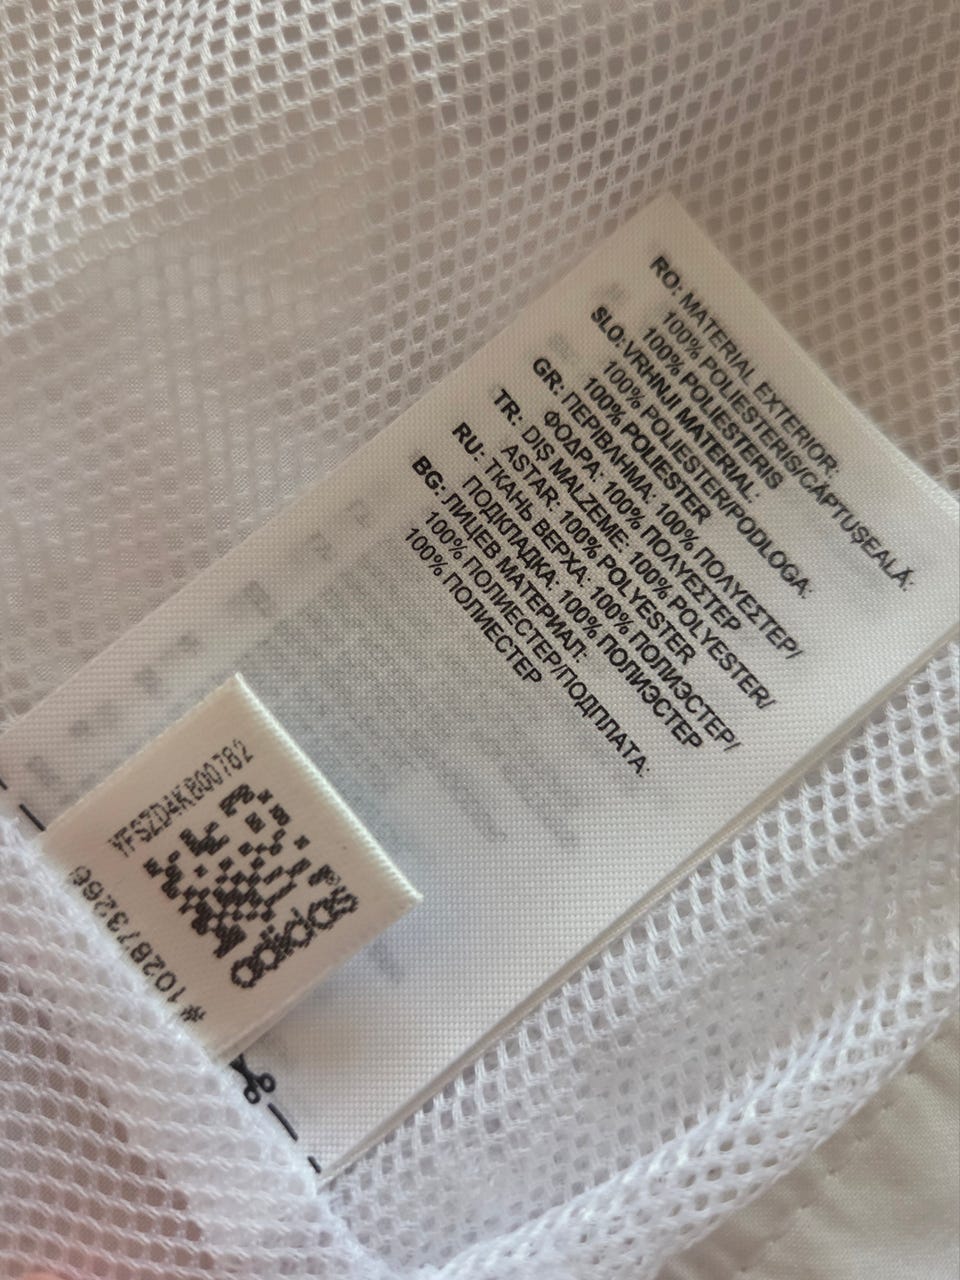 RO: MATERIAL EXTERIOR:
100% POLIESTERIS/CĂPTUȘEALĂ:
100% POLIESTERIS
SLO: VRHNJI MATERIAL:
100% POLIESTER/PODLOGA:
100% POLIESTER
GR: ΠΕΡΙΒΛΗΜΑ: 100% ΠΟΛΥΕΣΤΕΡ/
ΦΟΔΡΑ: 100% ΠΟΛΥΕΣΤΕΡ
TR: DIŞ MALZEME: 100% POLYESTER/
ASTAR: 100% POLYESTER
RU: ТКАНЬ ВЕРХА: 100% ПОЛИЭСТЕР/
ПОДКЛАДКА: 100% ПОЛИЭСТЕР
BG: ЛИЦЕВ МАТЕРИАЛ:
100% ПОЛИЕСТЕР/ПОДПЛАТА:
100% ПОЛИЕСТЕР
YFSZD4KB00782
adidas